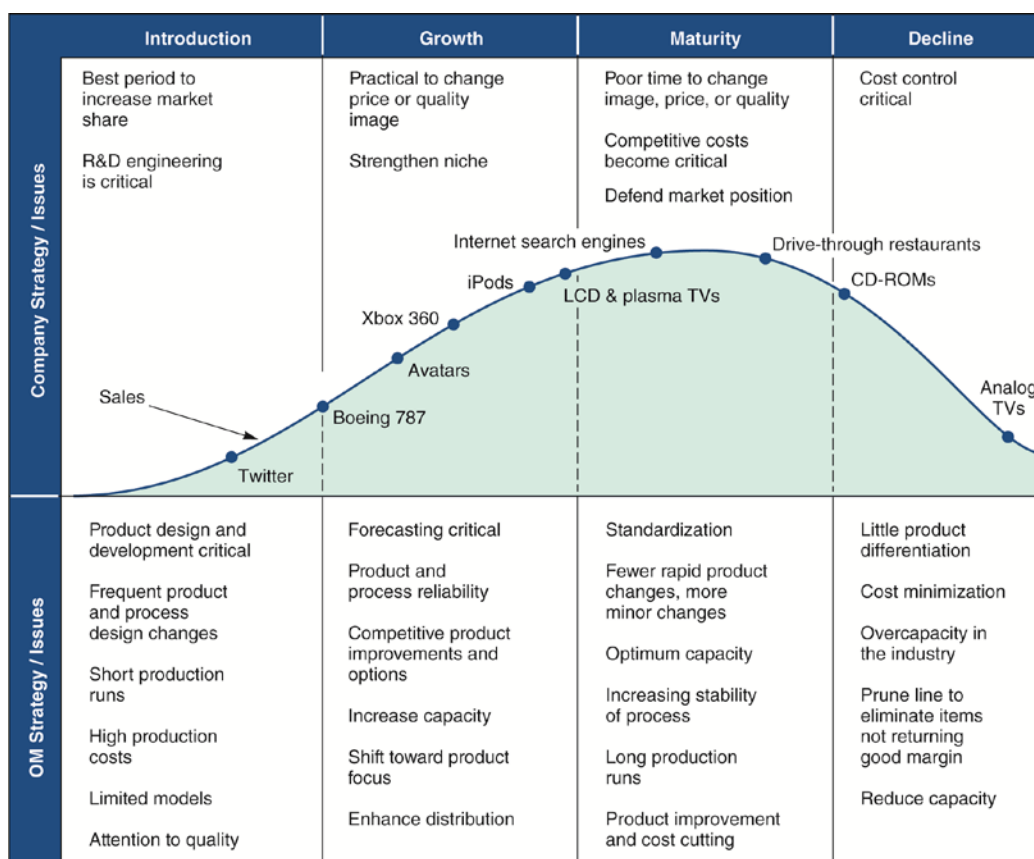 Introduction
Growth
Maturity
Decline
Company Strategy / Issues
Best period to
increase market
share
R&D engineering
is critical
Practical to change
price or quality
image
Strengthen niche
Poor time to change
image, price, or quality
Competitive costs
become critical
Defend market position
Cost control
critical
Internet search engines
Drive-through restaurants
iPods
LCD & plasma TVs
CD-ROMs
Xbox 360
Avatars
Sales
Boeing 787
Analog
TVs
Twitter
OM Strategy / Issues
Product design and
development critical
Frequent product
and process
design changes
Short production
runs
High production
costs
Limited models
Attention to quality
Forecasting critical
Product and
process reliability
Competitive product
improvements and
options
Increase capacity
Shift toward product
focus
Enhance distribution
Standardization
Fewer rapid product
changes, more
minor changes
Optimum capacity
Increasing stability
of process
Long production
runs
Product improvement
and cost cutting
Little product
differentiation
Cost minimization
Overcapacity in
the industry
Prune line to
eliminate items
not returning
good margin
Reduce capacity